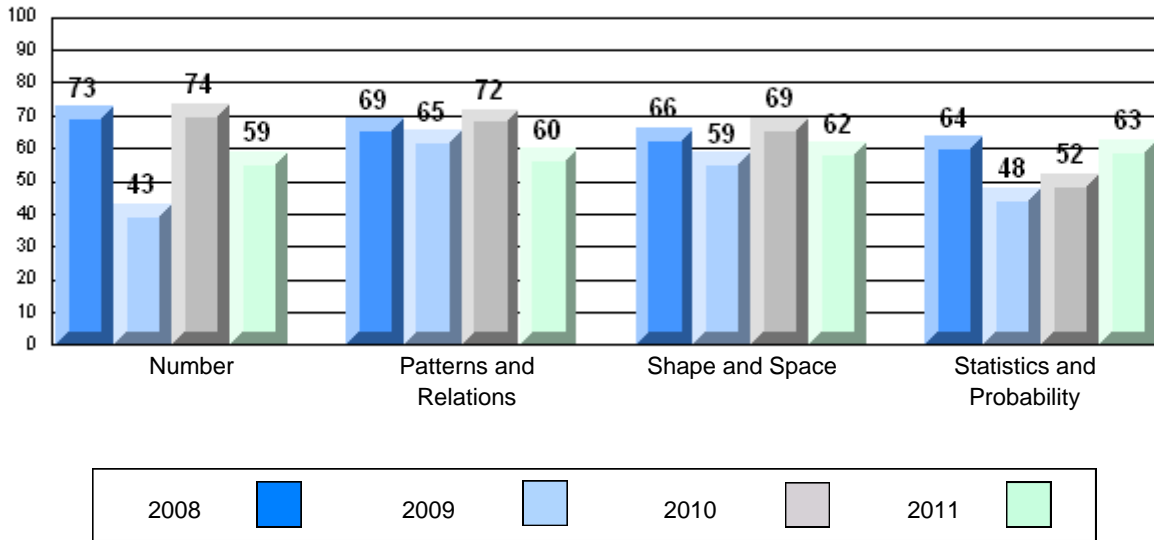 100
90
80
70
60
50
40
30
20
10
0
73 43 74 59
69 65 72 60
66 59 69 62
64 48 52 63
Number
Patterns and
Relations
Shape and Space
Statistics and
Probability
2008 2009 2010 2011